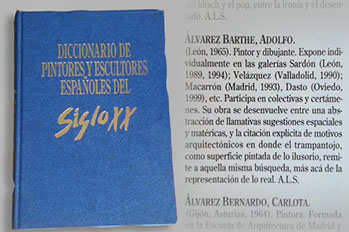 DICCIONARIO DE
PINTORES Y ESCULTORES
ESPAÑOLES DEL
Siglo XX
del kitsch y el pop, entre la ironía y el desen-
fado. A.L.S.
ÁLVAREZ BARTHE, ADOLFO.
(León, 1965). Pintor y dibujante. Expone indi-
vidualmente en las galerías Sardón (León,
1989, 1994); Velázquez (Valladolid, 1990);
Macarrón (Madrid, 1993), Dasto (Oviedo,
1999), etc. Participa en colectivas y certáme-
nes. Su obra se desenvuelve entre una abs-
tracción de llamativas sugestiones espaciales
y matéricas, y la citación explícita de motivos
arquitectónicos en donde el trampantojo,
como superficie pintada de lo ilusorio, remi-
te a aquella misma búsqueda, más acá de la
representación de lo real. A.L.S.
ÁLVAREZ BERNARDO, CARLOTA.
(Gijón, Asturias, 1964). Pintora. Formada
en la Escuela de Arquitectura de Madrid y